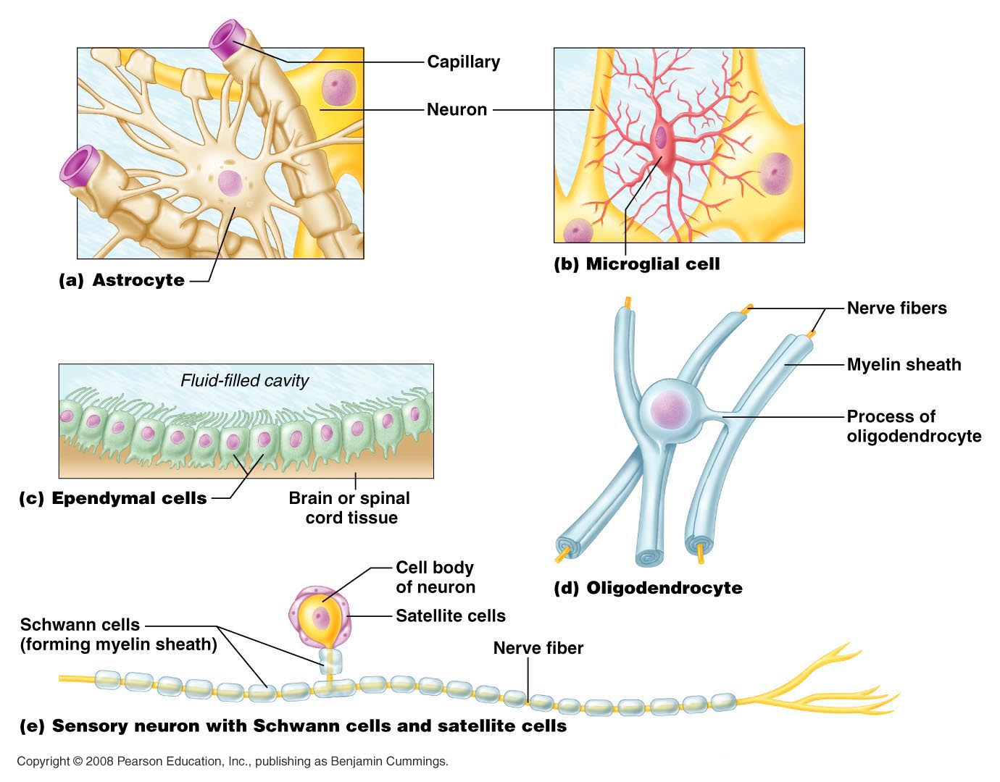 Capillary
Neuron
(a) Astrocyte
(b) Microglial cell
Nerve fibers
Myelin sheath
Process of
oligodendrocyte
(d) Oligodendrocyte
Fluid-filled cavity
(c) Ependymal cells
Brain or spinal
cord tissue
Cell body
of neuron
Satellite cells
Schwann cells
(forming myelin sheath)
Nerve fiber
(e) Sensory neuron with Schwann cells and satellite cells
Copyright © 2008 Pearson Education, Inc., publishing as Benjamin Cummings.